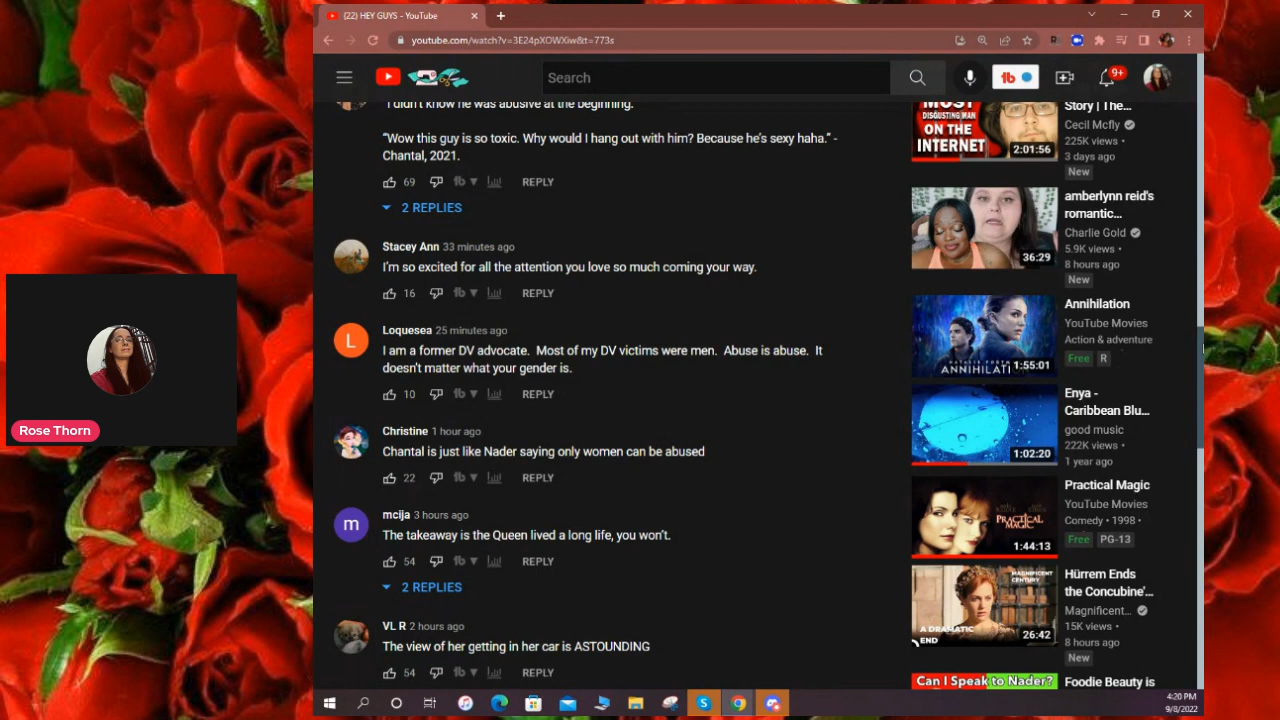 (22) HEY GUYS - YouTube
youtube.com/watch?v=3E24pXOWXiw&t=773s
Search
9+
I didn't know he was abusive at the beginning.
“Wow this guy is so toxic. Why would I hang out with him? Because he’s sexy haha.” -
Chantal, 2021.
69
REPLY
2 REPLIES
Stacey Ann 33 minutes ago
I'm so excited for all the attention you love so much coming your way.
16
REPLY
L
Loquesea 25 minutes ago
I am a former DV advocate. Most of my DV victims were men. Abuse is abuse. It
doesn't matter what your gender is.
10
REPLY
Christine 1 hour ago
Chantal is just like Nader saying only women can be abused
22
REPLY
m
mcija 3 hours ago
The takeaway is the Queen lived a long life, you won't.
54
REPLY
2 REPLIES
VL R 2 hours ago
The view of her getting in her car is ASTOUNDING
54
REPLY
Rose Thorn
MOST
DISGUSTING MAN
ON THE
INTERNET
2:01:56
Story | The...
Cecil Mcfly
225K views •
3 days ago
New
36:29
amberlynn reid's
romantic...
Charlie Gold
5.9K views •
8 hours ago
New
ANNIHILATI
1:55:01
Annihilation
YouTube Movies
Action & adventure
Free R
1:02:20
Enya -
Caribbean Blu...
good music
222K views •
1 year ago
PRACTICAL
MAGIC
1:44:13
Practical Magic
YouTube Movies
Comedy • 1998 •
Free PG-13
MAGNIFICENT
CENTURY
A DRAMATIC
END
26:42
Hürrem Ends
the Concubine'...
Magnificent...
15K views •
8 hours ago
New
Can I Speak to Nader?
Foodie Beauty is
4:20 PM
9/8/2022